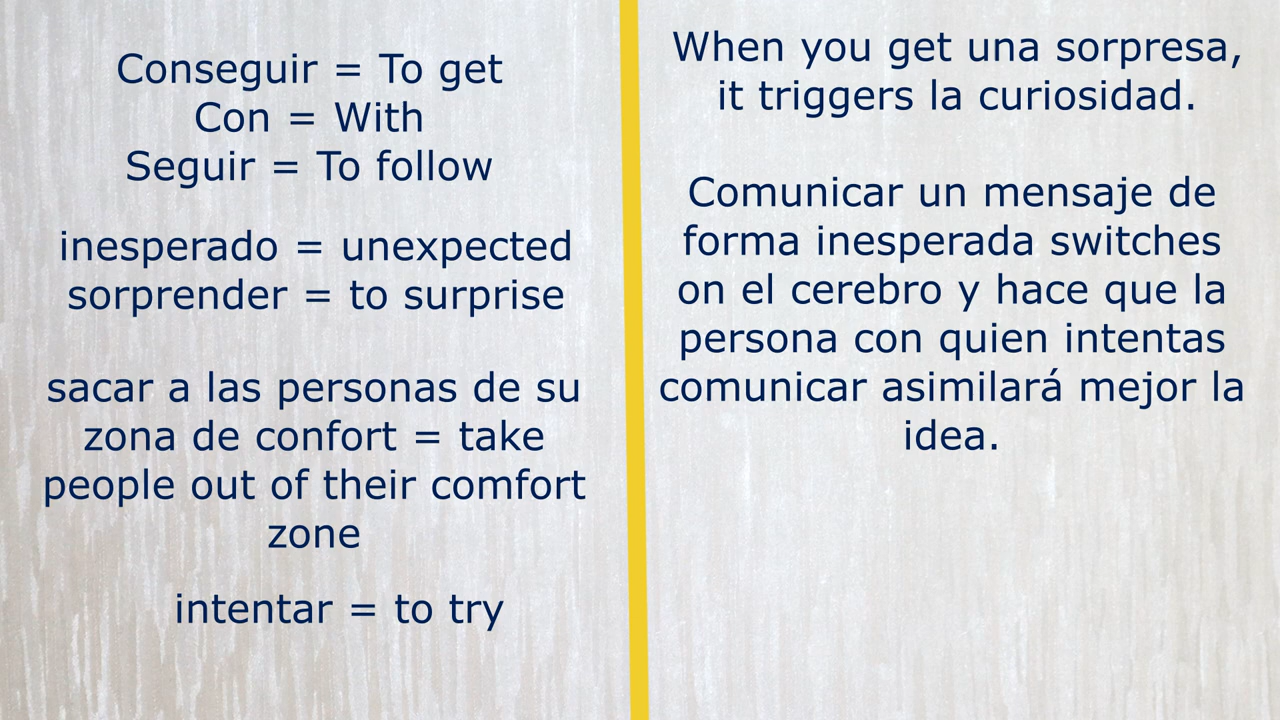 Conseguir = To get
Con = With
Seguir = To follow
inesperado = unexpected
sorprender = to surprise
sacar a las personas de su
zona de confort = take
people out of their comfort
zone
intentar = to try
When you get una sorpresa,
it triggers la curiosidad.
Comunicar un mensaje de
forma inesperada switches
on el cerebro y hace que la
persona con quien intentas
comunicar asimilará mejor la
idea.